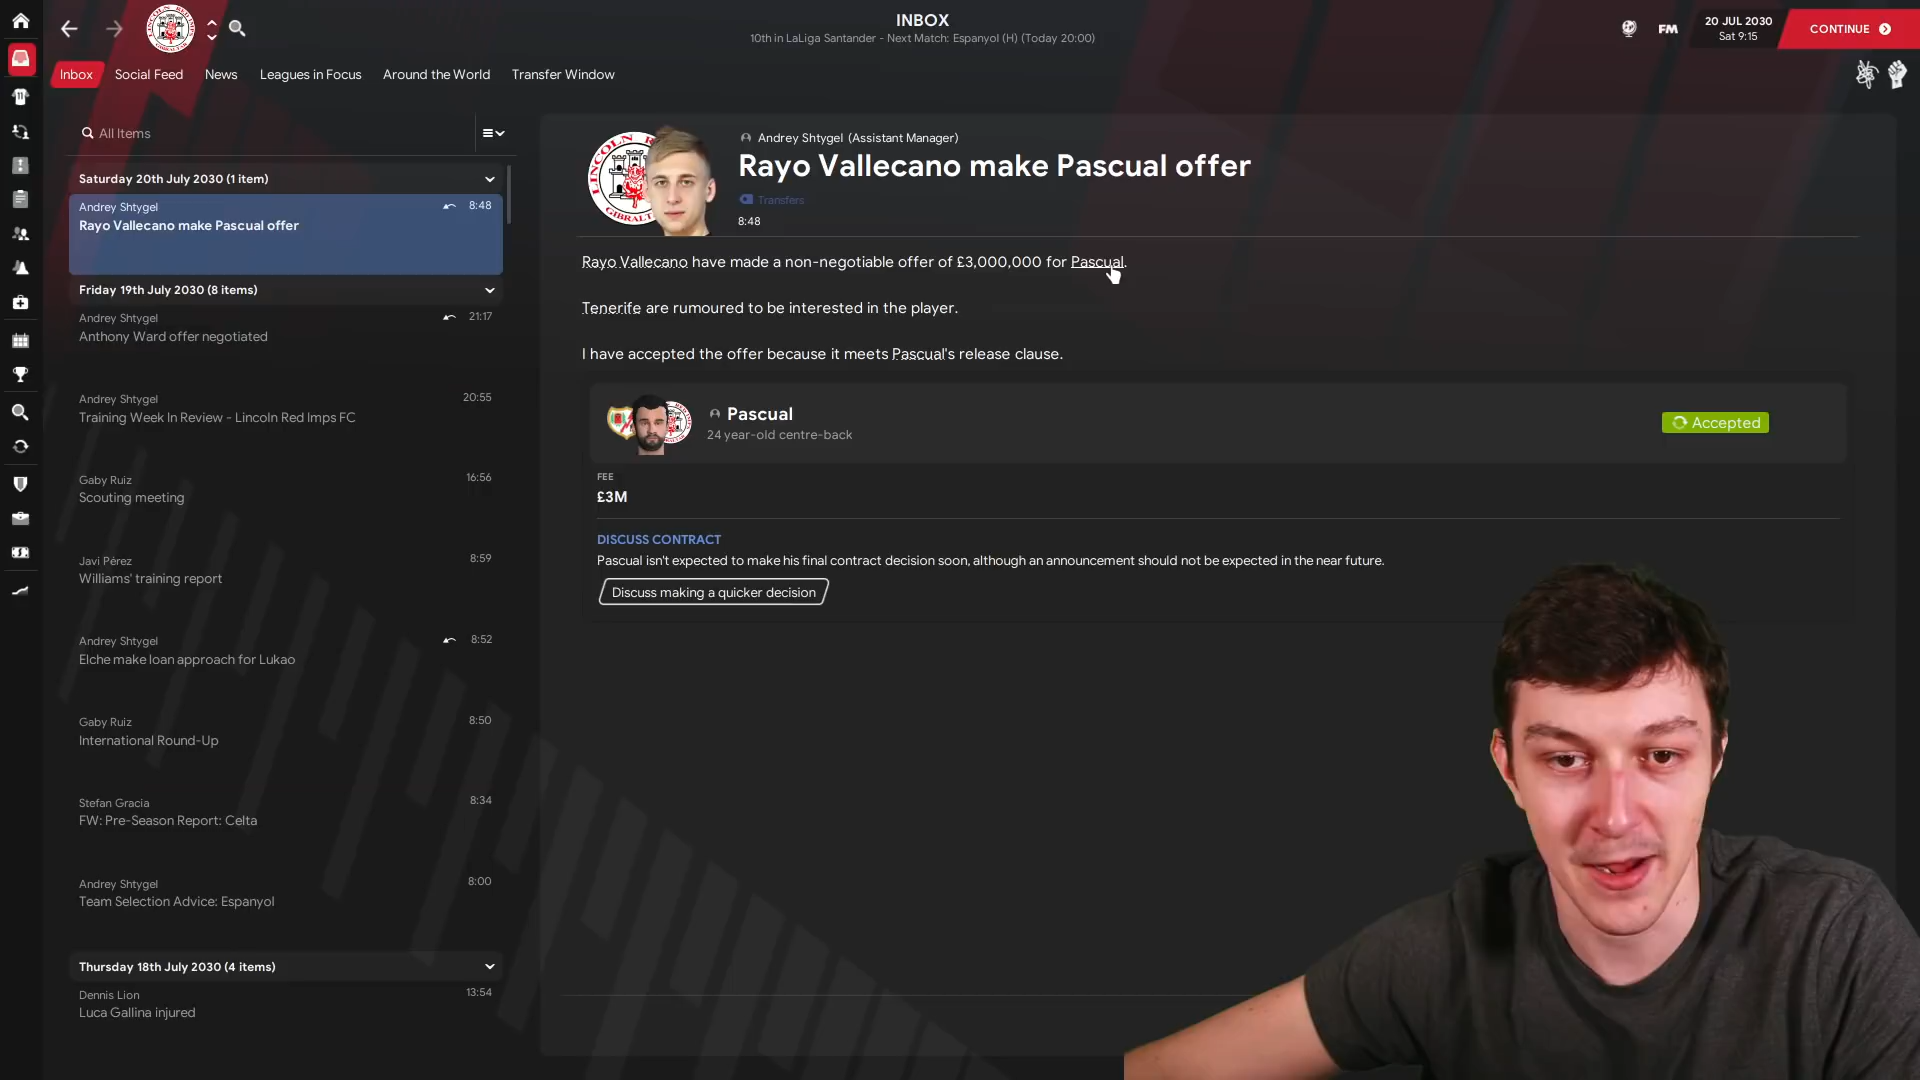 INBOX
10th in LaLiga Santander - Next Match: Espanyol (H) (Today 20:00)
FM
20 JUL 2030
Sat 9:15
CONTINUE
Inbox
Social Feed
News
Leagues in Focus
Around the World
Transfer Window
All Items
Saturday 20th July 2030 (1 item)
Andrey Shtygel
8:48
Rayo Vallecano make Pascual offer
Friday 19th July 2030 (8 items)
Andrey Shtygel
21:17
Anthony Ward offer negotiated
Andrey Shtygel
20:55
Training Week In Review - Lincoln Red Imps FC
Gaby Ruiz
16:56
Scouting meeting
Javi Pérez
8:59
Williams' training report
Andrey Shtygel
8:52
Elche make loan approach for Lukao
Gaby Ruiz
8:50
International Round-Up
Stefan Gracia
8:34
FW: Pre-Season Report: Celta
Andrey Shtygel
8:00
Team Selection Advice: Espanyol
Thursday 18th July 2030 (4 items)
Dennis Lion
13:54
Luca Gallina injured
Andrey Shtygel (Assistant Manager)
Rayo Vallecano make Pascual offer
Transfers
8:48
Rayo Vallecano have made a non-negotiable offer of £3,000,000 for Pascual.
Tenerife are rumoured to be interested in the player.
I have accepted the offer because it meets Pascual's release clause.
Pascual
24 year-old centre-back
Accepted
FEE
£3M
DISCUSS CONTRACT
Pascual isn't expected to make his final contract decision soon, although an announcement should not be expected in the near future.
Discuss making a quicker decision